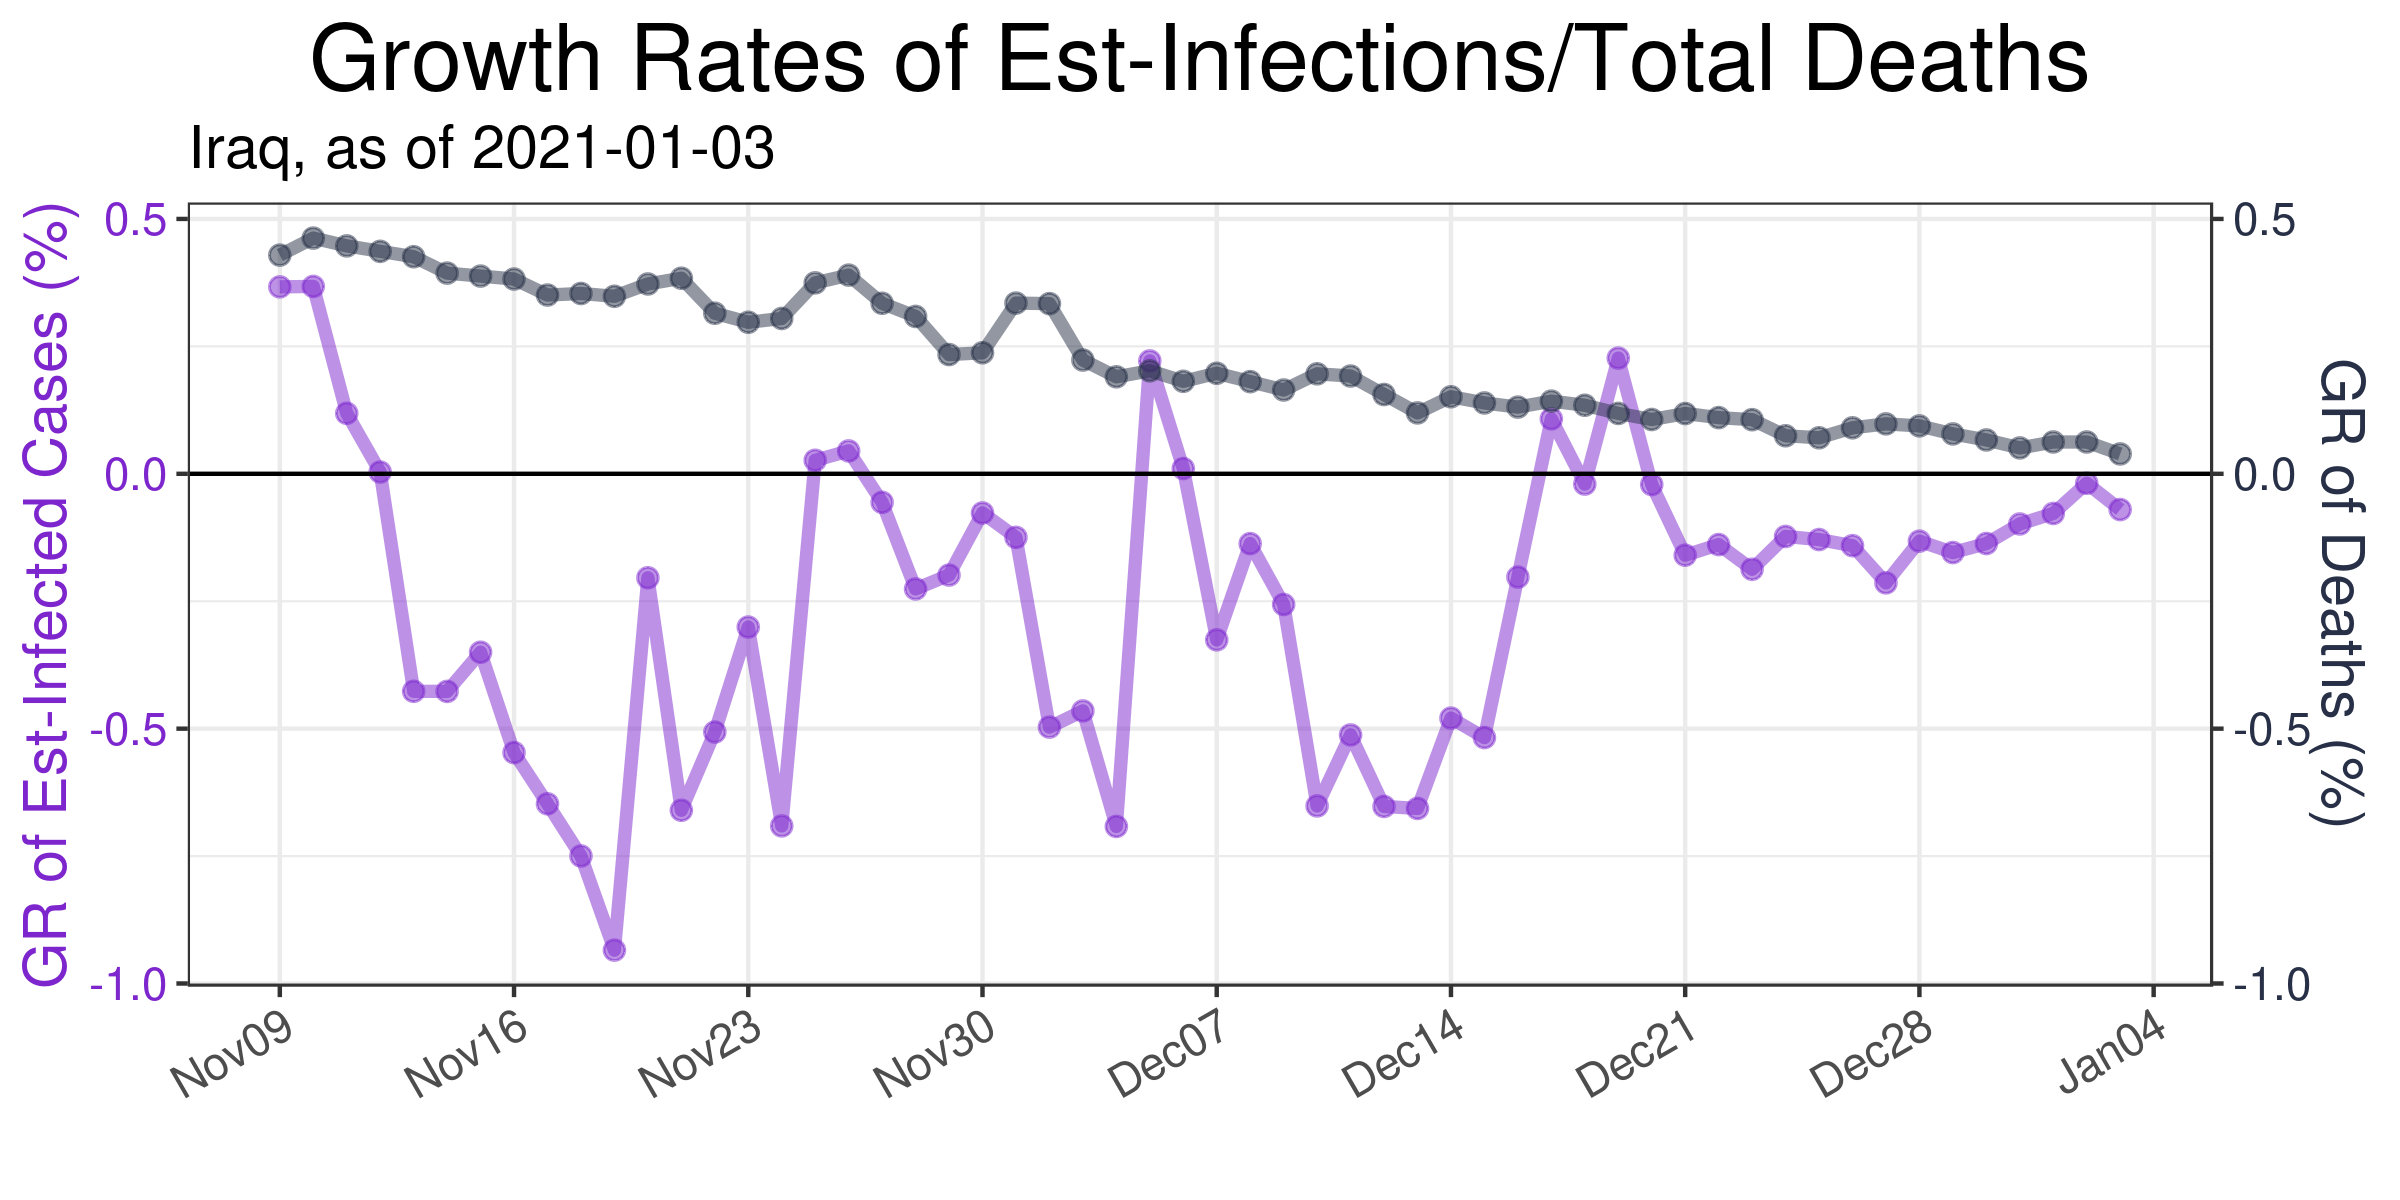 Growth Rates of Est-Infections/Total Deaths
Iraq, as of 2021-01-03
GR of Est-Infected Cases (%)
0.5
0.0
-0.5
-1.0
0.5
0.0
-0.5
-1.0
GR of Deaths (%)
Nov09
Nov16
Nov23
Nov30
Dec07
Dec14
Dec21
Dec28
Jan04